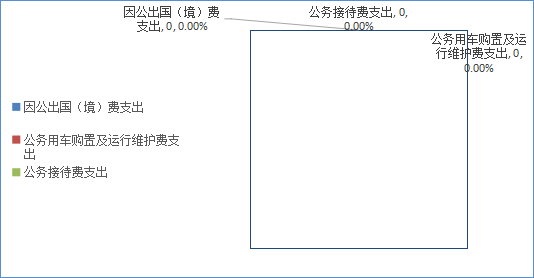 因公出国（境）费
支出, 0, 0.00%
公务接待费支出, 0,
0.00%
公务用车购置及运
行维护费支出, 0,
0.00%
因公出国（境）费支出
公务用车购置及运行维护费支
出
公务接待费支出